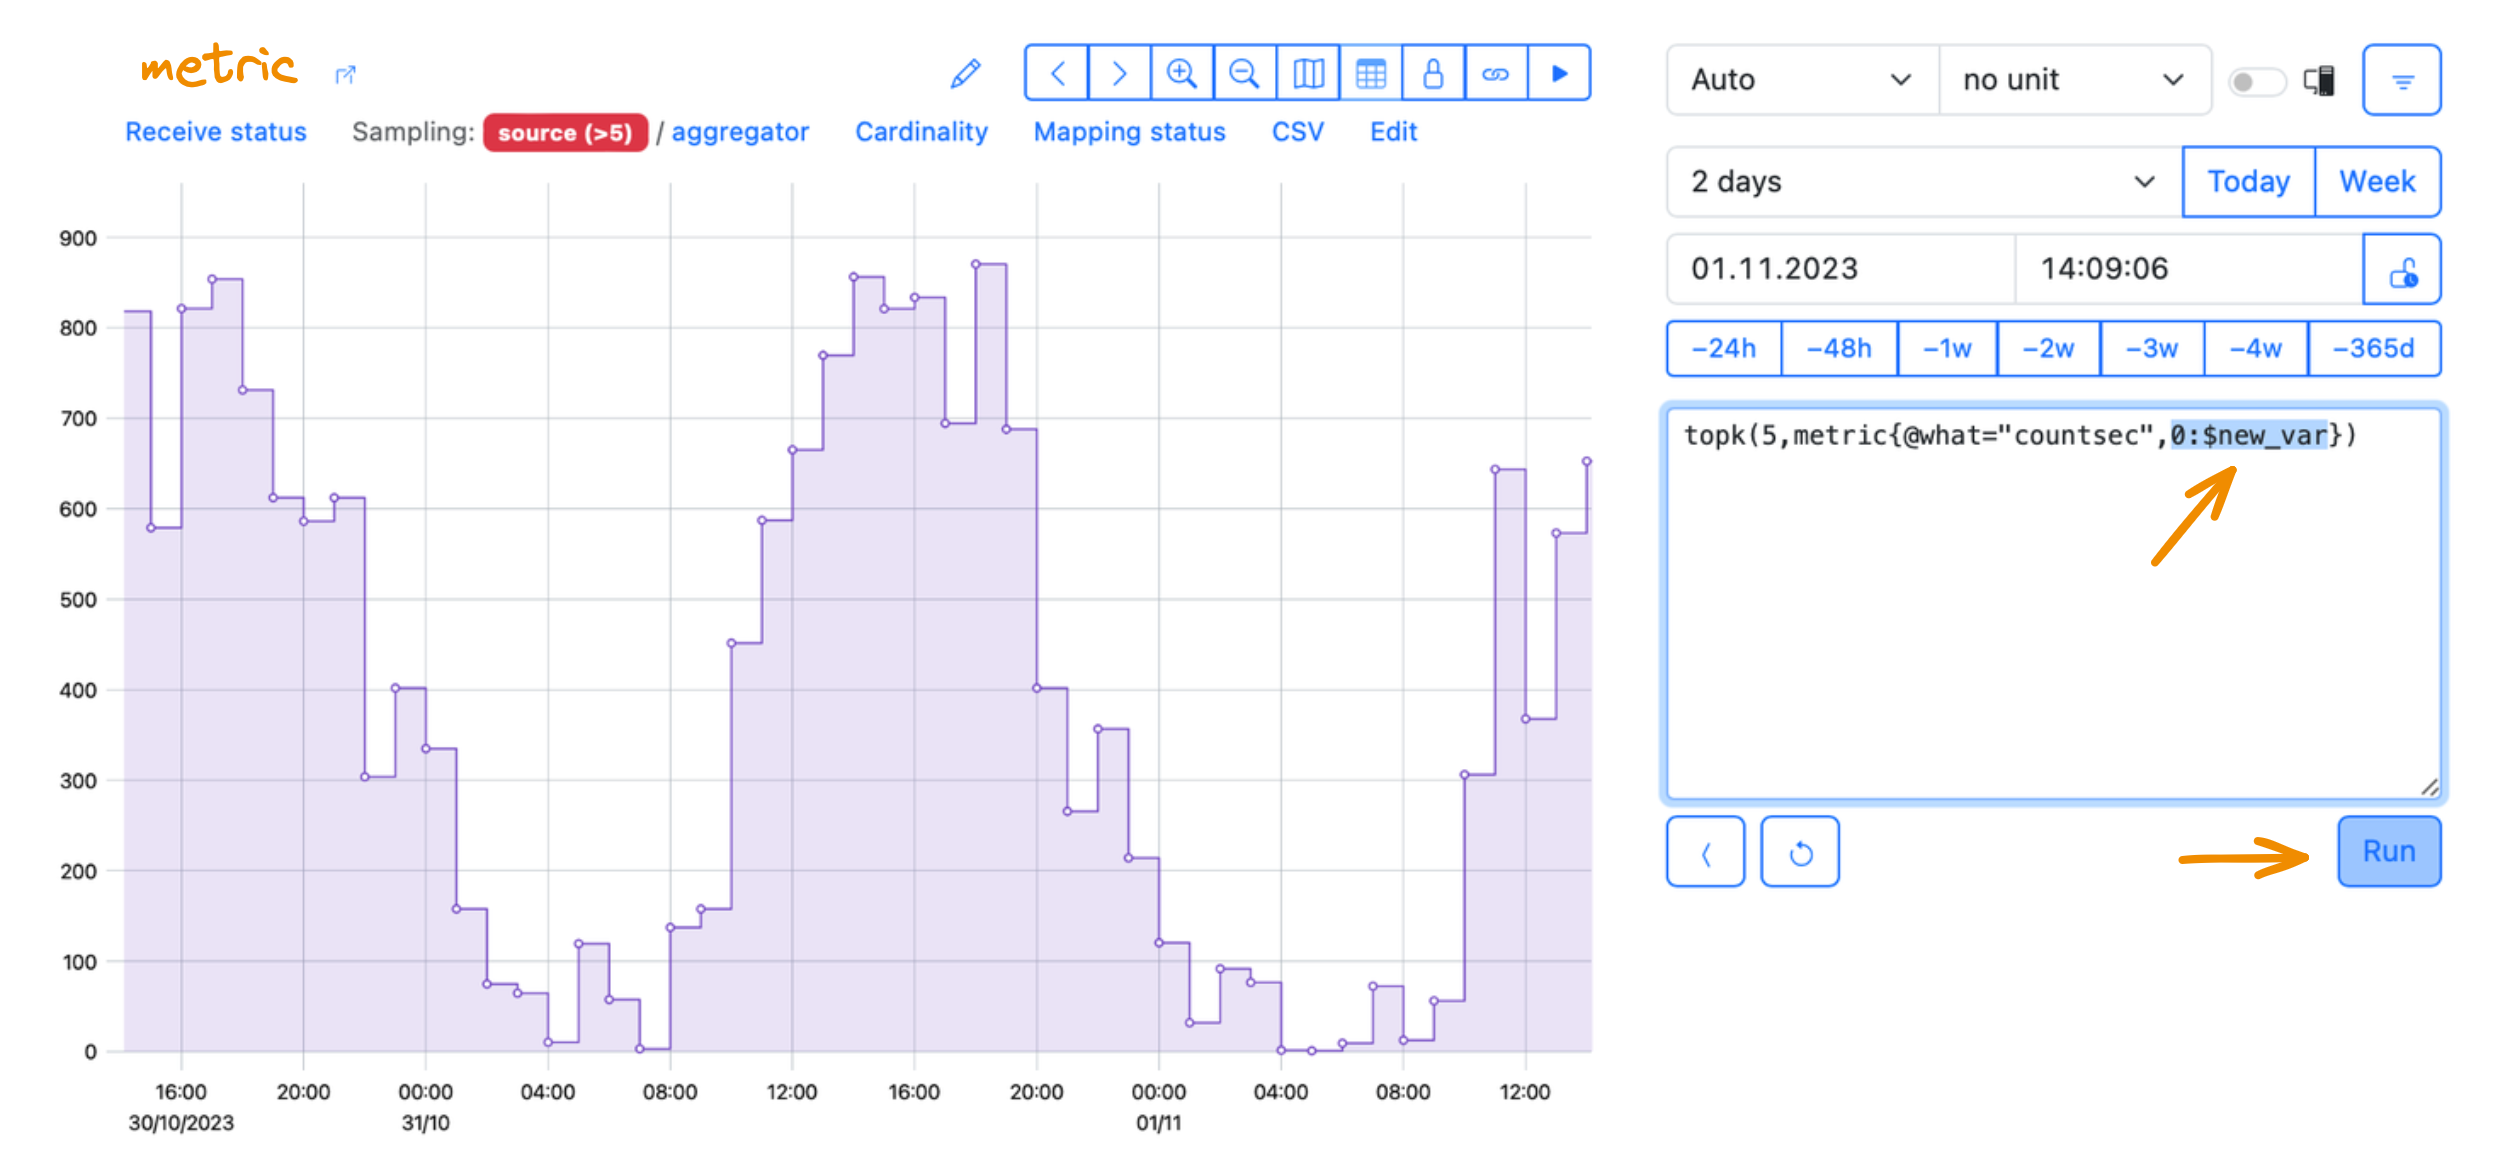 metric
Receive status Sampling: source (>5) / aggregator Cardinality Mapping status CSV Edit
900
800
700
600
500
400
300
200
100
0
16:00 20:00 00:00 04:00 08:00 12:00 16:00 20:00 00:00 04:00 08:00 12:00
30/10/2023 31/10 01/11
Auto no unit
2 days Today Week
01.11.2023 14:09:06
−24h −48h −1w −2w −3w −4w −365d
topk(5,metric{@what="countsec",0:$new_var})
Run